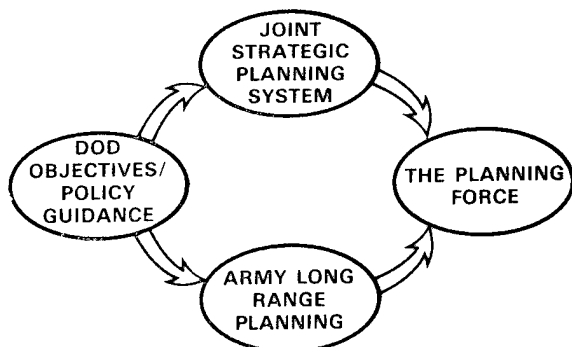 JOINT
STRATEGIC
PLANNING
SYSTEM
DOD
OBJECTIVES/
POLICY
GUIDANCE
THE PLANNING
FORCE
ARMY LONG
RANGE
PLANNING